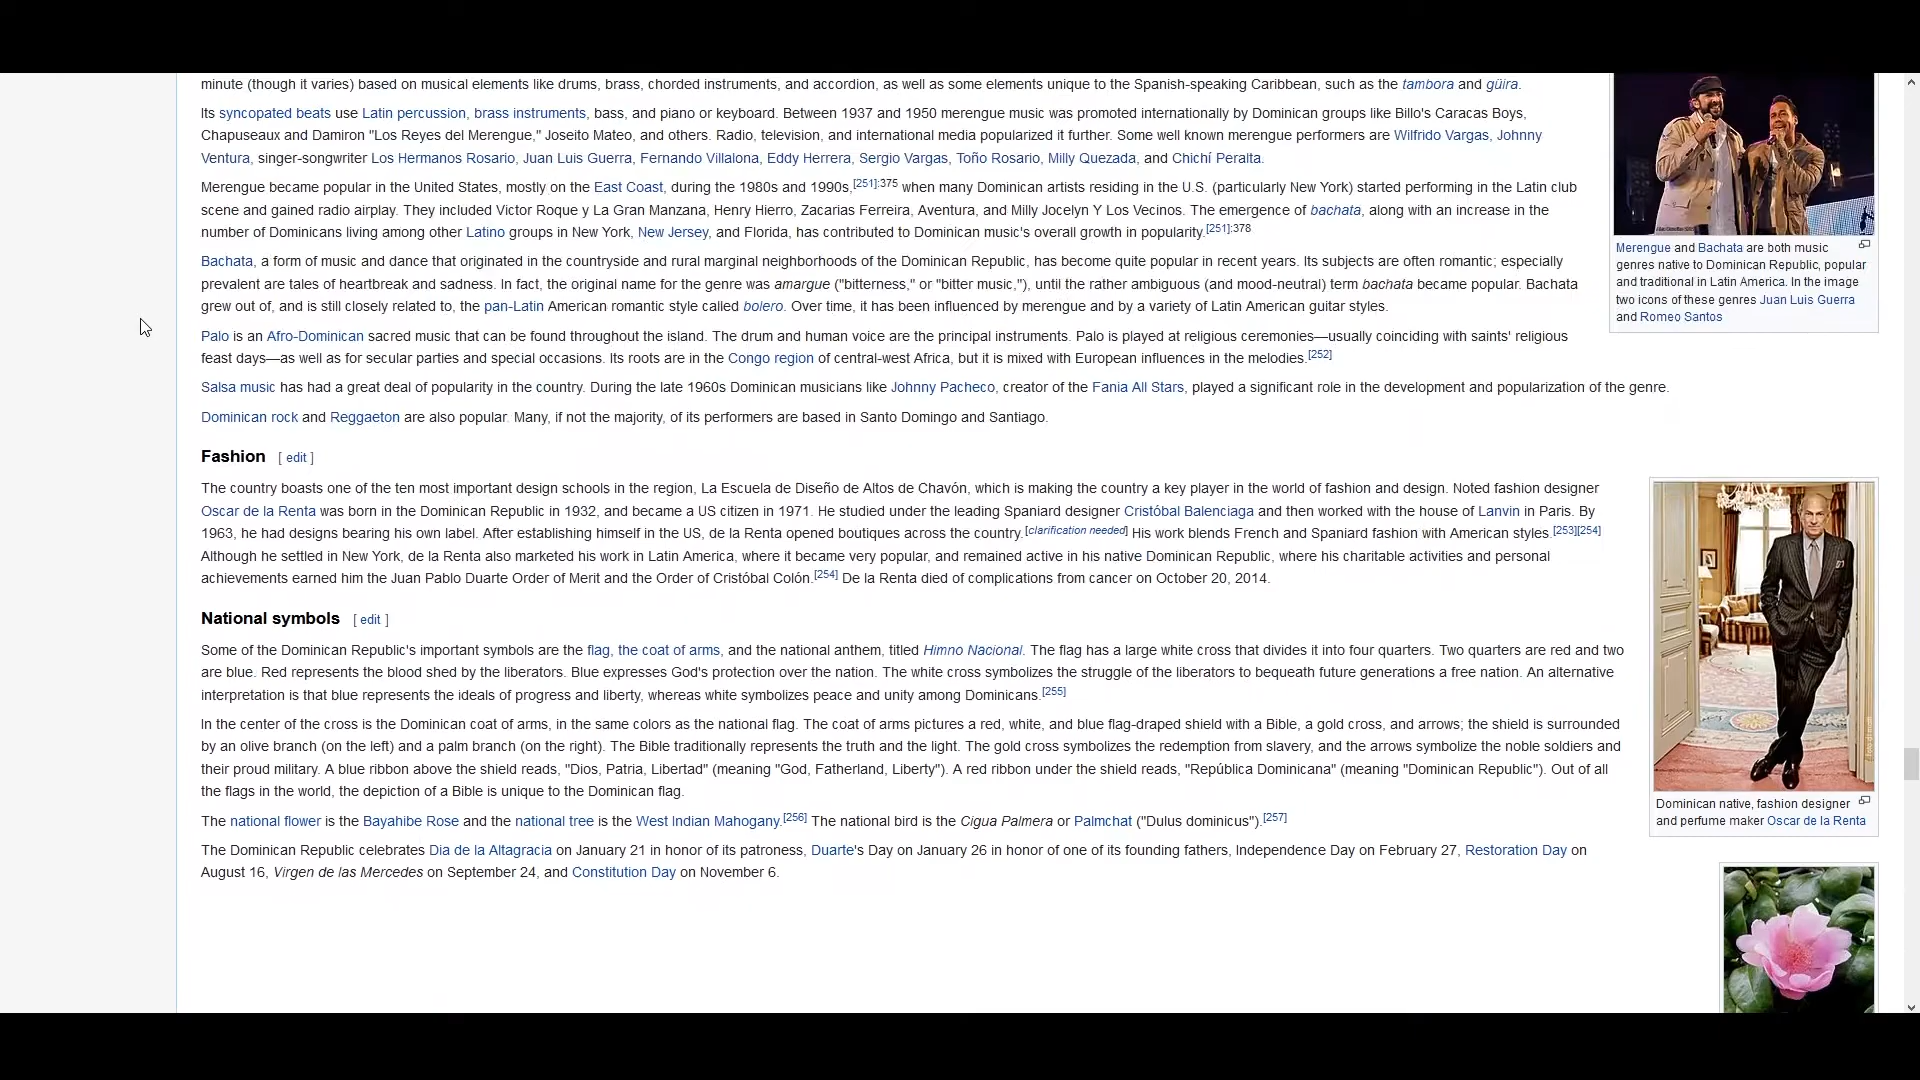 minute (though it varies) based on musical elements like drums, brass, chorded instruments, and accordion, as well as some elements unique to the Spanish-speaking Caribbean, such as the tambora and güira.
Its syncopated beats use Latin percussion, brass instruments, bass, and piano or keyboard. Between 1937 and 1950 merengue music was promoted internationally by Dominican groups like Billo's Caracas Boys,
Chapuseaux and Damiron "Los Reyes del Merengue," Joseito Mateo, and others. Radio, television, and international media popularized it further. Some well known merengue performers are Wilfrido Vargas, Johnny
Ventura, singer-songwriter Los Hermanos Rosario, Juan Luis Guerra, Fernando Villalona, Eddy Herrera, Sergio Vargas, Toño Rosario, Milly Quezada, and Chichí Peralta.
Merengue became popular in the United States, mostly on the East Coast, during the 1980s and 1990s,[251]:375 when many Dominican artists residing in the U.S. (particularly New York) started performing in the Latin club
scene and gained radio airplay. They included Victor Roque y La Gran Manzana, Henry Hierro, Zacarias Ferreira, Aventura, and Milly Jocelyn Y Los Vecinos. The emergence of bachata, along with an increase in the
number of Dominicans living among other Latino groups in New York, New Jersey, and Florida, has contributed to Dominican music's overall growth in popularity.[251]:378
Bachata, a form of music and dance that originated in the countryside and rural marginal neighborhoods of the Dominican Republic, has become quite popular in recent years. Its subjects are often romantic; especially
prevalent are tales of heartbreak and sadness. In fact, the original name for the genre was amargue ("bitterness," or "bitter music,"), until the rather ambiguous (and mood-neutral) term bachata became popular. Bachata
grew out of, and is still closely related to, the pan-Latin American romantic style called bolero. Over time, it has been influenced by merengue and by a variety of Latin American guitar styles.
Palo is an Afro-Dominican sacred music that can be found throughout the island. The drum and human voice are the principal instruments. Palo is played at religious ceremonies—usually coinciding with saints' religious
feast days—as well as for secular parties and special occasions. Its roots are in the Congo region of central-west Africa, but it is mixed with European influences in the melodies.[252]
Salsa music has had a great deal of popularity in the country. During the late 1960s Dominican musicians like Johnny Pacheco, creator of the Fania All Stars, played a significant role in the development and popularization of the genre.
Dominican rock and Reggaeton are also popular. Many, if not the majority, of its performers are based in Santo Domingo and Santiago.
Merengue and Bachata are both music
genres native to Dominican Republic, popular
and traditional in Latin America. In the image
two icons of these genres Juan Luis Guerra
and Romeo Santos
Fashion [ edit ]
The country boasts one of the ten most important design schools in the region, La Escuela de Diseño de Altos de Chavón, which is making the country a key player in the world of fashion and design. Noted fashion designer
Oscar de la Renta was born in the Dominican Republic in 1932, and became a US citizen in 1971. He studied under the leading Spaniard designer Cristóbal Balenciaga and then worked with the house of Lanvin in Paris. By
1963, he had designs bearing his own label. After establishing himself in the US, de la Renta opened boutiques across the country.[clarification needed] His work blends French and Spaniard fashion with American styles.[253][254]
Although he settled in New York, de la Renta also marketed his work in Latin America, where it became very popular, and remained active in his native Dominican Republic, where his charitable activities and personal
achievements earned him the Juan Pablo Duarte Order of Merit and the Order of Cristóbal Colón.[254] De la Renta died of complications from cancer on October 20, 2014.
National symbols [ edit ]
Some of the Dominican Republic's important symbols are the flag, the coat of arms, and the national anthem, titled Himno Nacional. The flag has a large white cross that divides it into four quarters. Two quarters are red and two
are blue. Red represents the blood shed by the liberators. Blue expresses God's protection over the nation. The white cross symbolizes the struggle of the liberators to bequeath future generations a free nation. An alternative
interpretation is that blue represents the ideals of progress and liberty, whereas white symbolizes peace and unity among Dominicans.[255]
In the center of the cross is the Dominican coat of arms, in the same colors as the national flag. The coat of arms pictures a red, white, and blue flag-draped shield with a Bible, a gold cross, and arrows; the shield is surrounded
by an olive branch (on the left) and a palm branch (on the right). The Bible traditionally represents the truth and the light. The gold cross symbolizes the redemption from slavery, and the arrows symbolize the noble soldiers and
their proud military. A blue ribbon above the shield reads, "Dios, Patria, Libertad" (meaning "God, Fatherland, Liberty"). A red ribbon under the shield reads, "República Dominicana" (meaning "Dominican Republic"). Out of all
the flags in the world, the depiction of a Bible is unique to the Dominican flag.
The national flower is the Bayahibe Rose and the national tree is the West Indian Mahogany.[256] The national bird is the Cigua Palmera or Palmchat ("Dulus dominicus").[257]
The Dominican Republic celebrates Dia de la Altagracia on January 21 in honor of its patroness, Duarte's Day on January 26 in honor of one of its founding fathers, Independence Day on February 27, Restoration Day on
August 16, Virgen de las Mercedes on September 24, and Constitution Day on November 6.
Dominican native, fashion designer
and perfume maker Oscar de la Renta